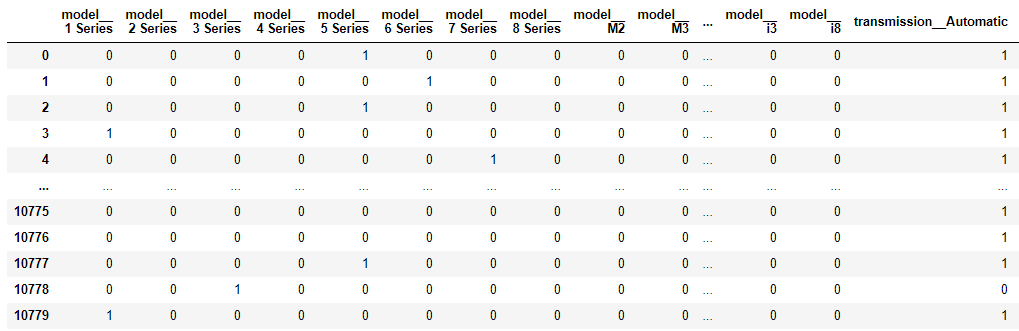 model__ model__ model__ model__ model__ model__ model__ model__ model__ model__ ... model__ model__ transmission__Automatic
1 Series 2 Series 3 Series 4 Series 5 Series 6 Series 7 Series 8 Series M2 M3 i3 i8
0 0 0 0 0 1 0 0 0 0 0 ... 0 0 1
1 0 0 0 0 0 1 0 0 0 0 ... 0 0 1
2 0 0 0 0 1 0 0 0 0 0 ... 0 0 1
3 1 0 0 0 0 0 0 0 0 0 ... 0 0 1
4 0 0 0 0 0 0 1 0 0 0 ... 0 0 1
... ... ... ... ... ... ... ... ... ... ... ... ... ... ...
10775 0 0 0 0 0 0 0 0 0 0 ... 0 0 1
10776 0 0 0 0 0 0 0 0 0 0 ... 0 0 1
10777 0 0 0 0 1 0 0 0 0 0 ... 0 0 1
10778 0 0 1 0 0 0 0 0 0 0 ... 0 0 0
10779 1 0 0 0 0 0 0 0 0 0 ... 0 0 1